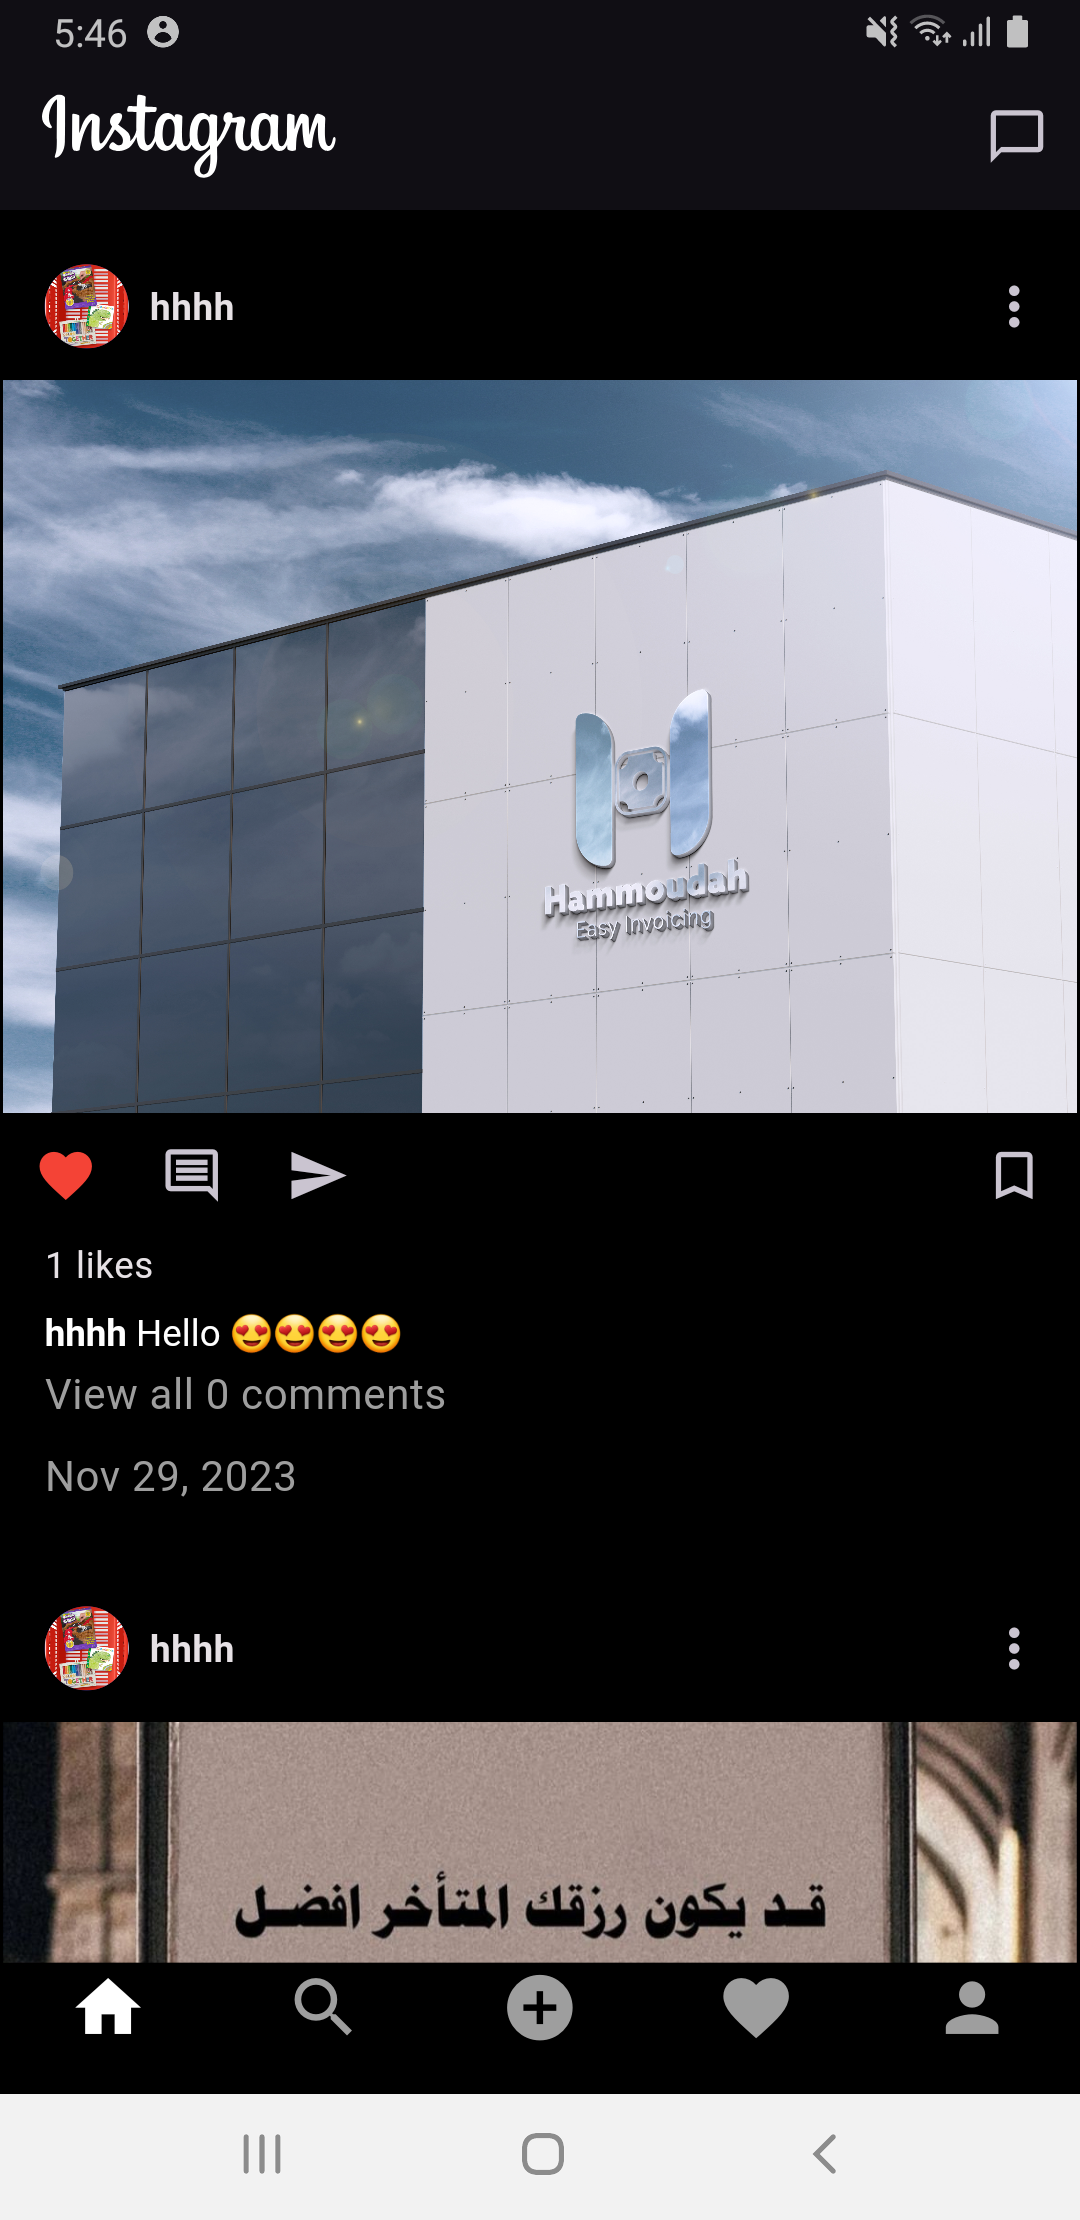 5:46
Instagram
hhhh
Hammoudah
Easy Invoicing
1 likes
hhhh Hello 😍😍😍😍
View all 0 comments
Nov 29, 2023
hhhh
قد يكون رزقك المتأخر افضل